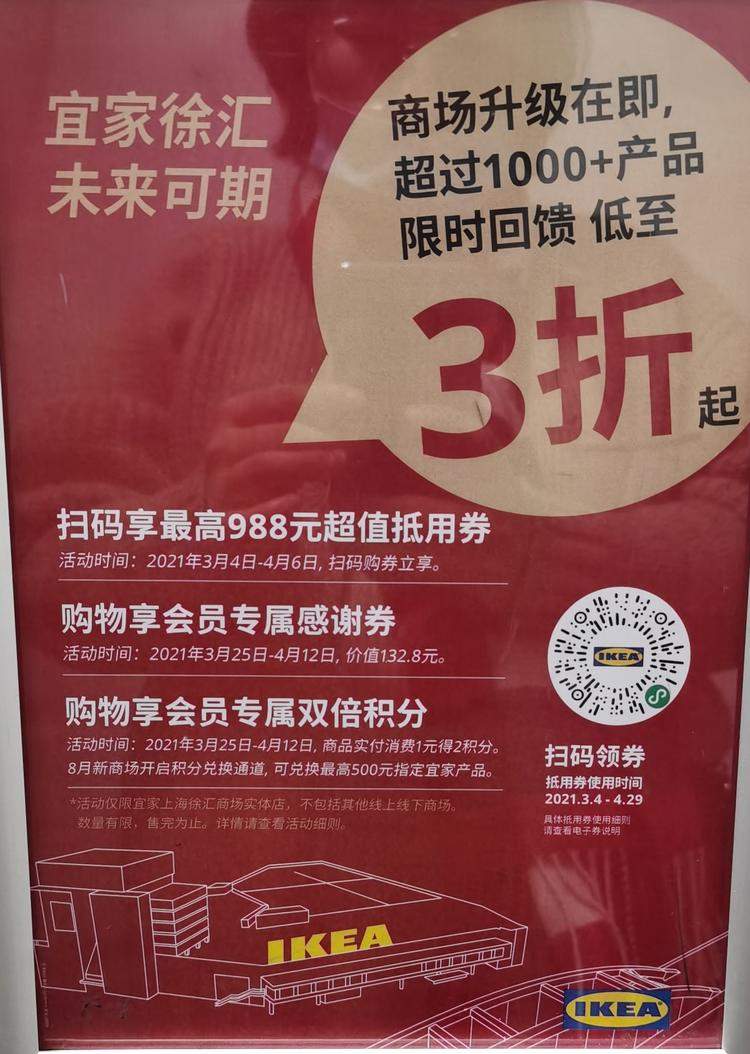 宜家徐汇
未来可期
商场升级在即,
超过1000+产品
限时回馈 低至
3折起
扫码享最高988元超值抵用券
活动时间：2021年3月4日-4月6日, 扫码购券立享。
购物享会员专属感谢券
活动时间：2021年3月25日-4月12日, 价值132.8元。
购物享会员专属双倍积分
活动时间：2021年3月25日-4月12日, 商品实付消费1元得2积分。
8月新商场开启积分兑换通道, 可兑换最高500元指定宜家产品。
*活动仅限宜家上海徐汇商场实体店，不包括其他线上线下商场。
数量有限，售完为止。详情请查看活动细则。
IKEA
扫码领券
抵用券使用时间
2021.3.4 - 4.29
具体抵用券使用细则
请查看电子券说明
IKEA
IKEA